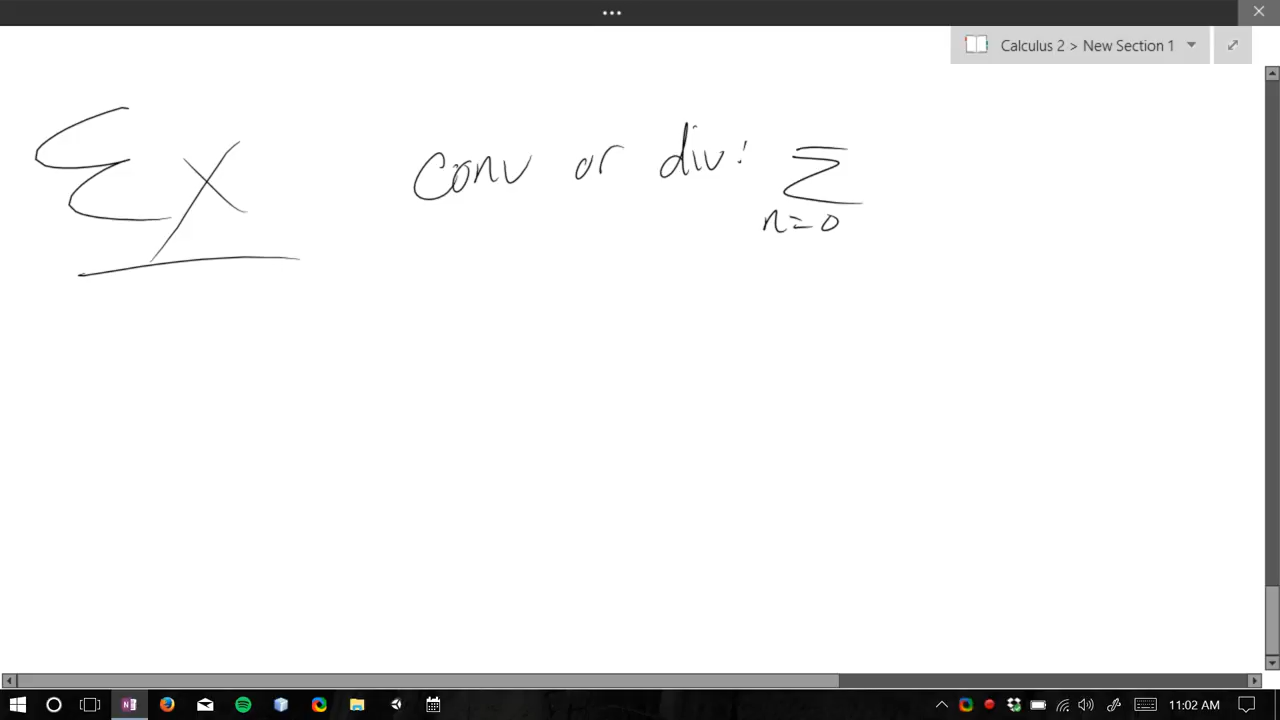 •••
Calculus 2 > New Section 1
Ex conv or div: Σ
n=0
11:02 AM